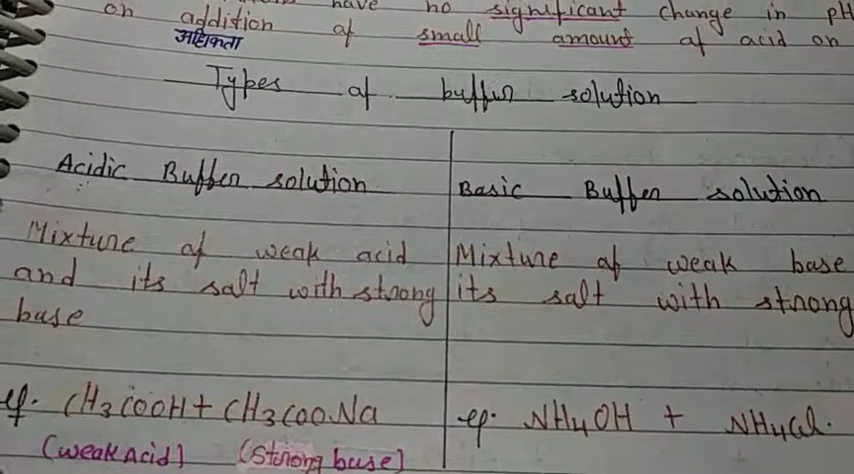 have no significant change in pH
on addition of small amount of acid on
अधिकता
Types of buffer solution
Acidic Buffer solution
Mixture of weak acid
and its salt with strong
base
eg. CH3COOH + CH3COONa
(weak acid) (strong base)
Basic Buffer solution
Mixture of weak base
its salt with strong
eg. NH4OH + NH4Cl.